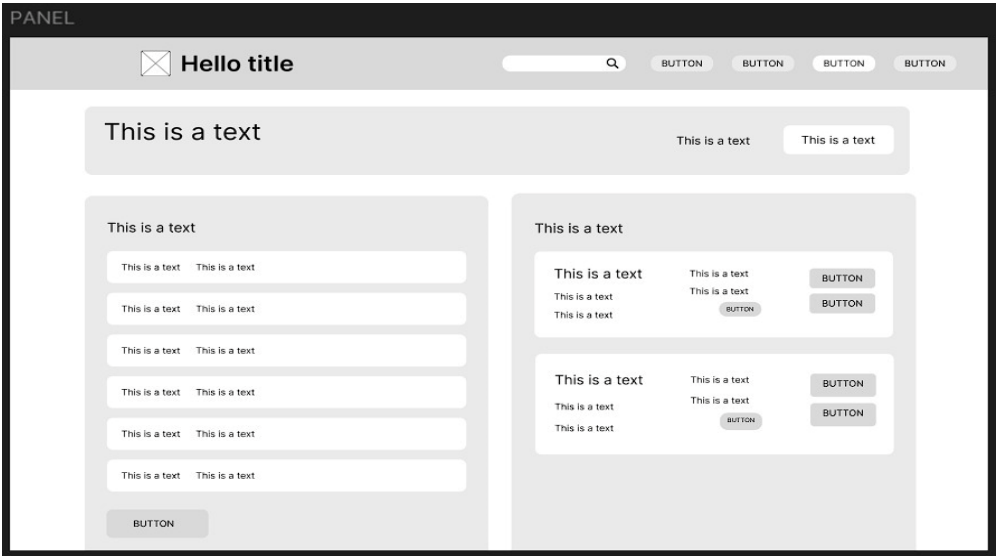 PANEL
Hello title
BUTTON BUTTON BUTTON BUTTON
This is a text
This is a text This is a text
This is a text
This is a text This is a text
This is a text This is a text
This is a text This is a text
This is a text This is a text
This is a text This is a text
This is a text This is a text
BUTTON
This is a text
This is a text
This is a text
This is a text
This is a text
This is a text
BUTTON
BUTTON
BUTTON
This is a text
This is a text
This is a text
This is a text
This is a text
BUTTON
BUTTON
BUTTON